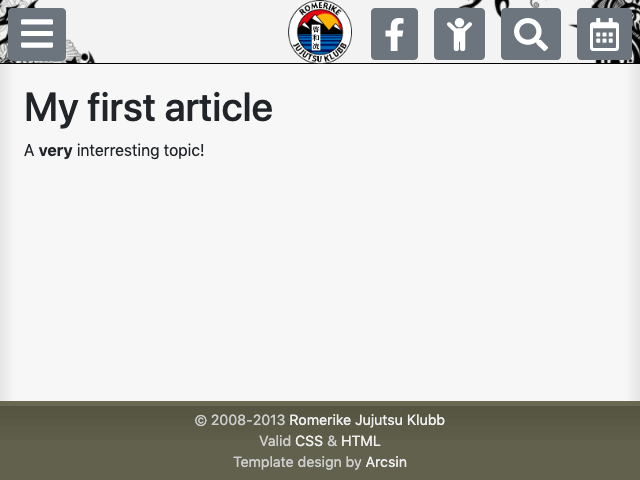 ROMERIKE
JUJUTSU KLUBB
My first article
A very interresting topic!
© 2008-2013 Romerike Jujutsu Klubb
Valid CSS & HTML
Template design by Arcsin